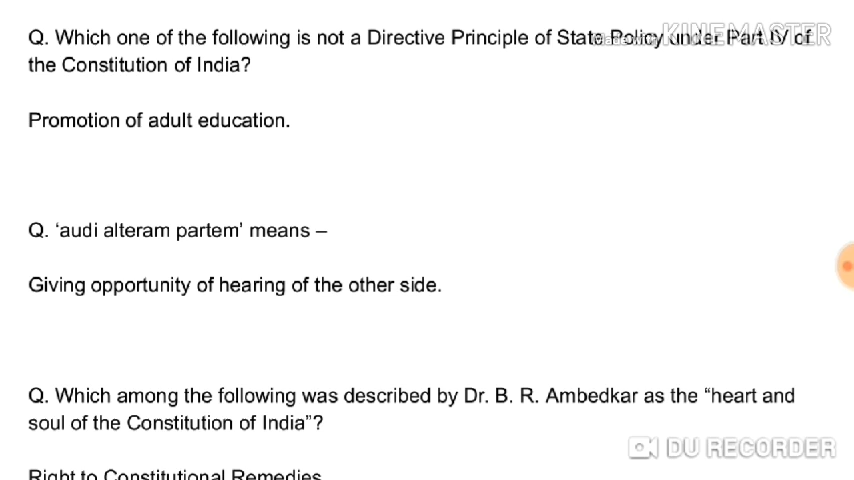 Q. Which one of the following is not a Directive Principle of State Policy under Part IV of
the Constitution of India?
Promotion of adult education.
Q. ‘audi alteram partem’ means –
Giving opportunity of hearing of the other side.
Q. Which among the following was described by Dr. B. R. Ambedkar as the “heart and
soul of the Constitution of India”?
Right to Constitutional Remedies
Made with KINEMASTER
DU RECORDER